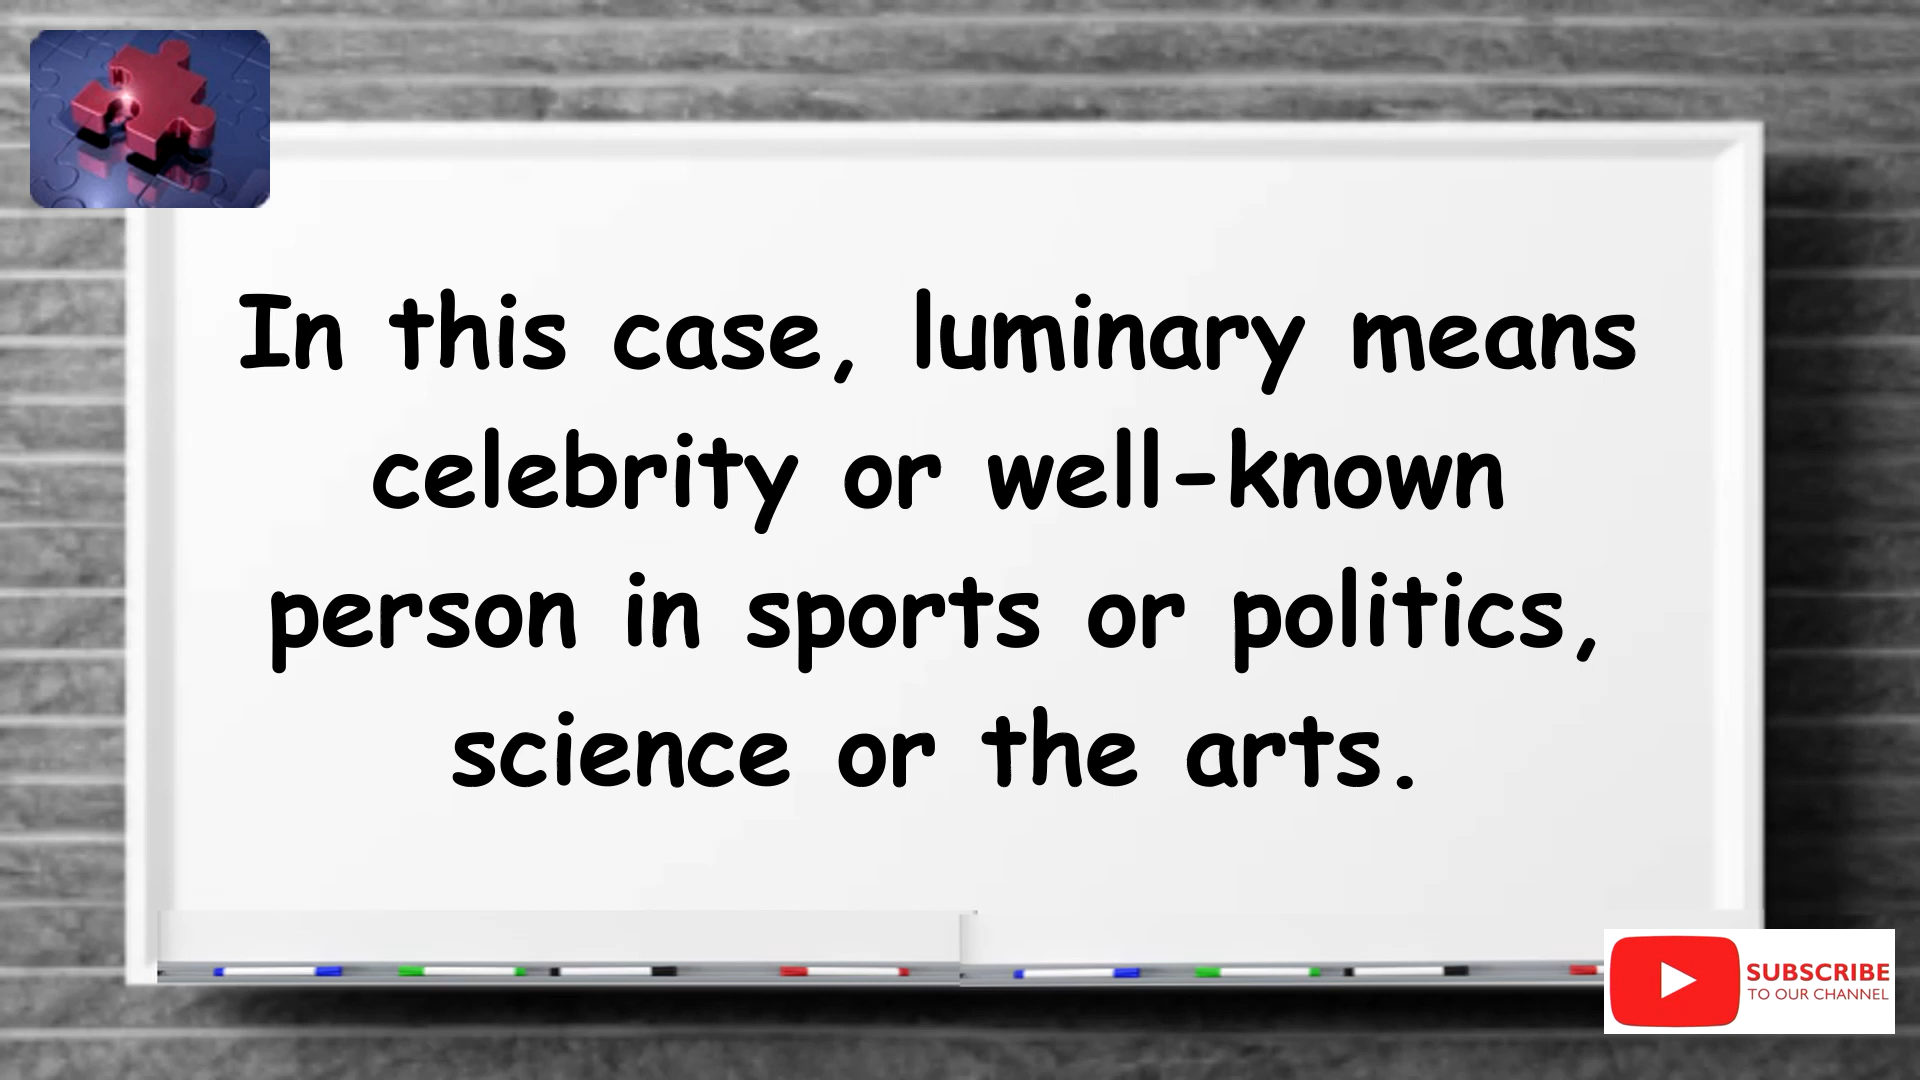 In this case, luminary means
celebrity or well-known
person in sports or politics,
science or the arts.
SUBSCRIBE
TO OUR CHANNEL